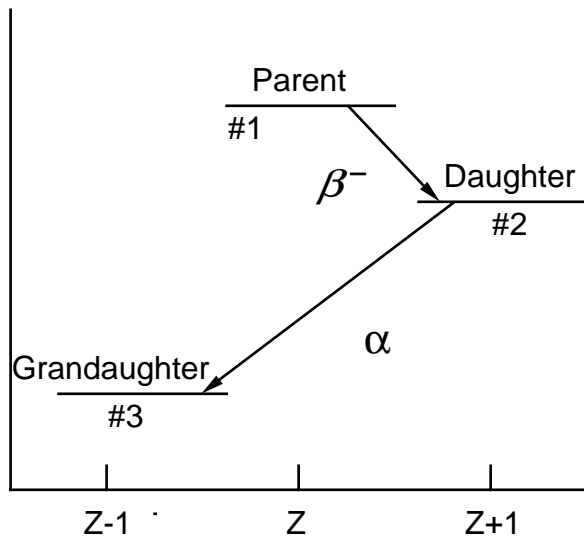 Parent
#1
β−
Daughter
#2
α
Grandaughter
#3
Z-1
Z
Z+1